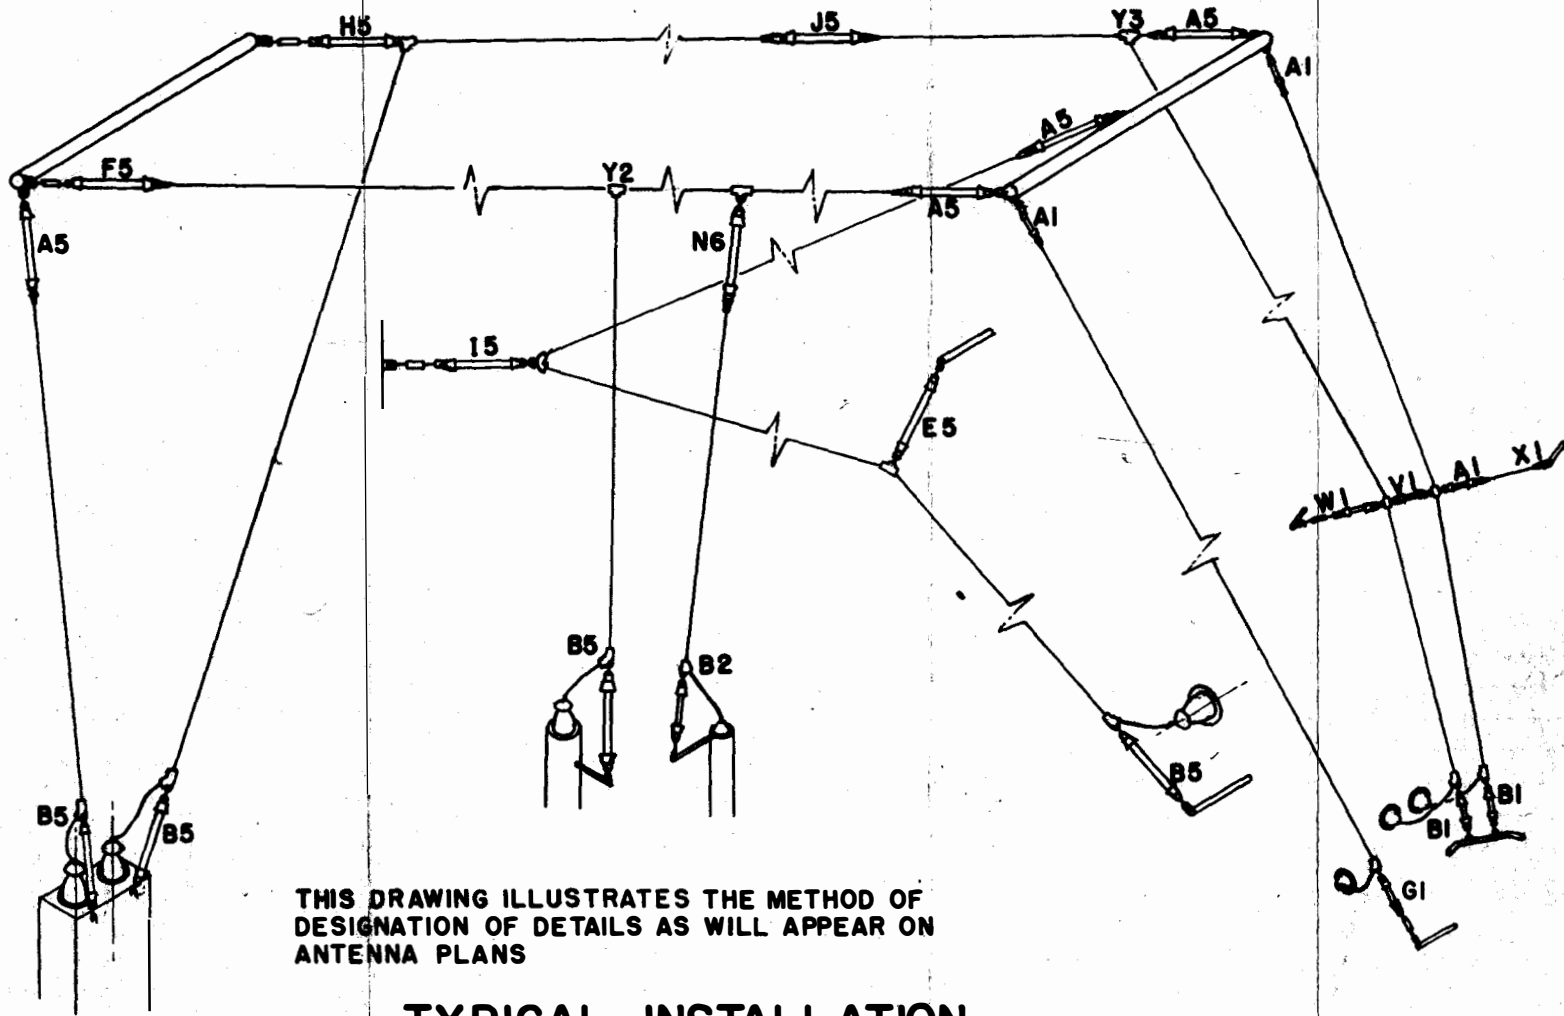 H5
J5
Y3
A5
A1
A5
F5
Y2
A5
A1
A5
N6
I5
E5
X1
A1
V1
W1
B5
B2
B5
B5
B5
B1
B1
G1
THIS DRAWING ILLUSTRATES THE METHOD OF
DESIGNATION OF DETAILS AS WILL APPEAR ON
ANTENNA PLANS
TYPICAL INSTALLATION